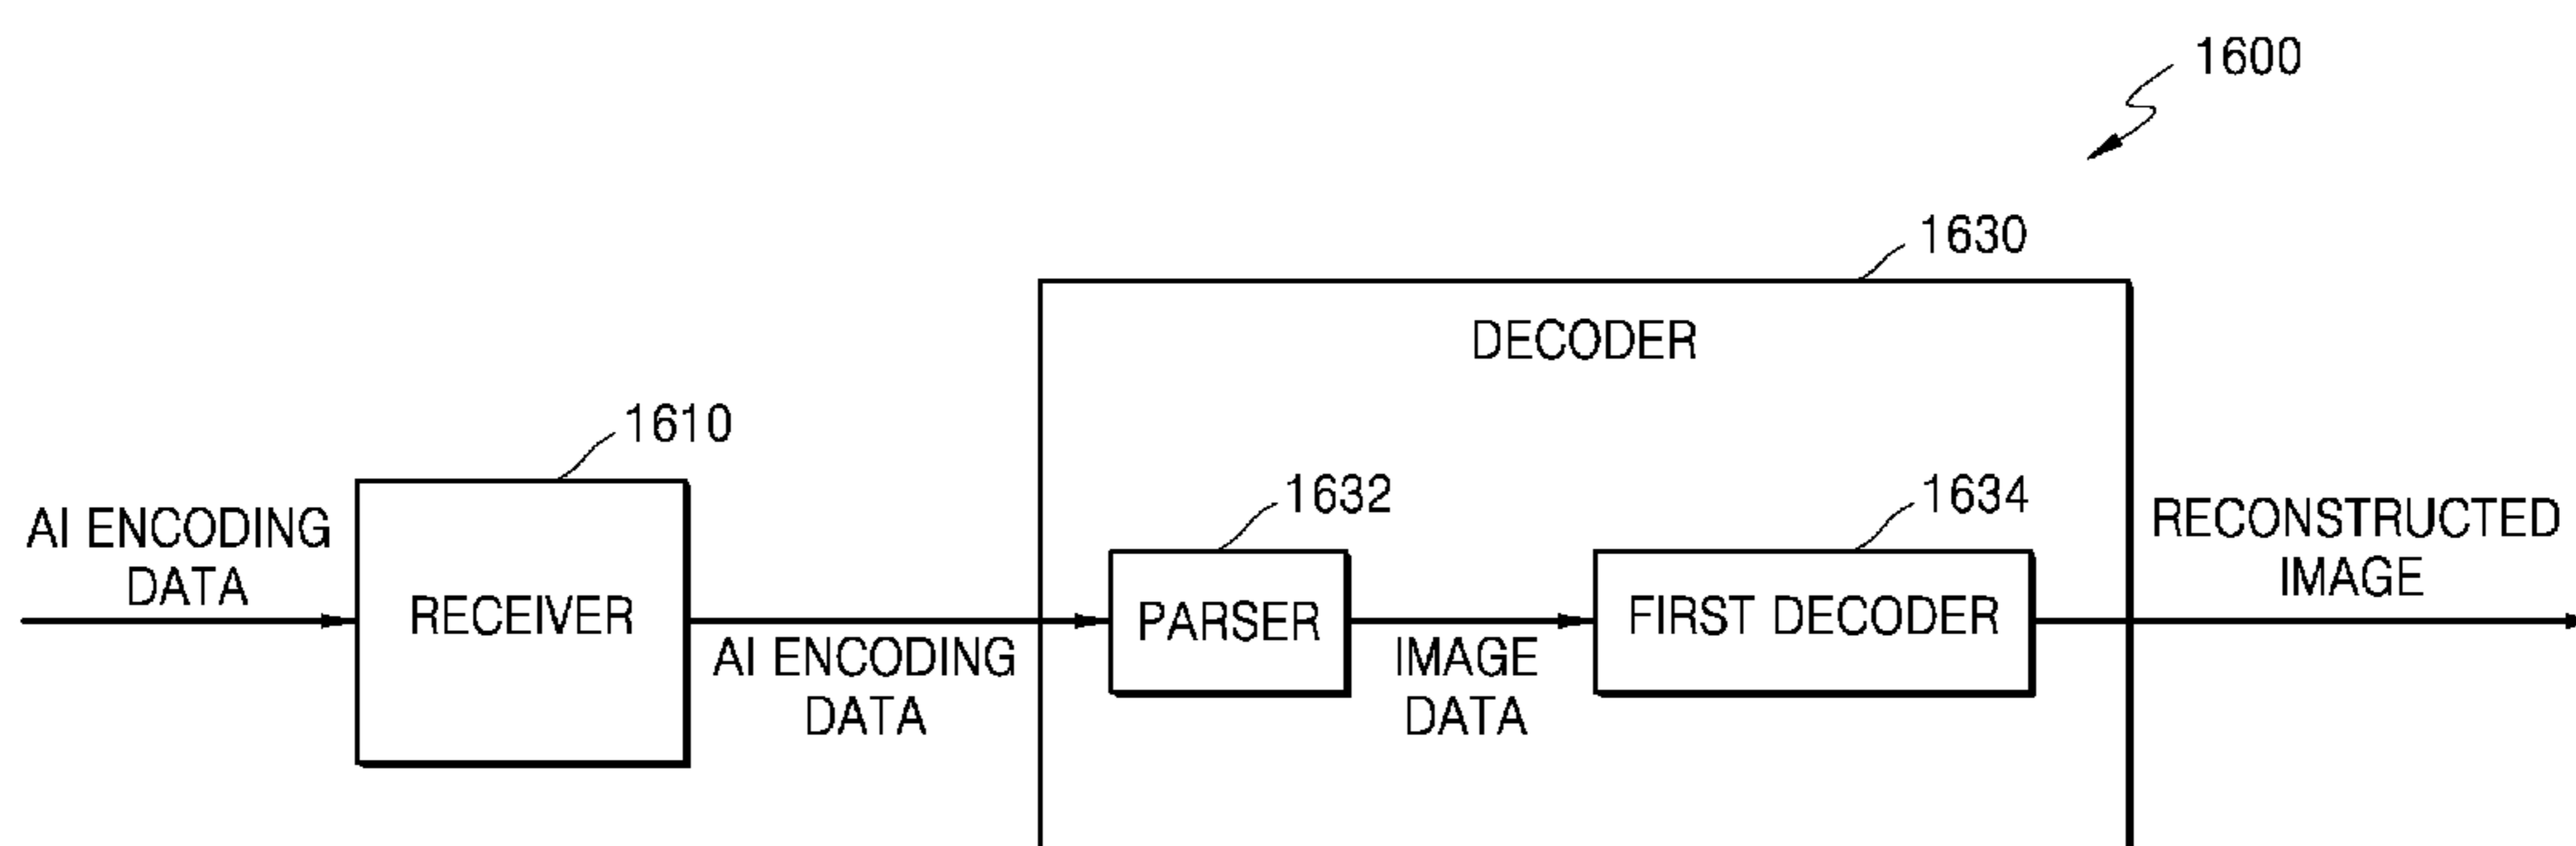 1600
1630
DECODER
1610
1632
1634
AI ENCODING
DATA
RECEIVER
AI ENCODING
DATA
PARSER
IMAGE
DATA
FIRST DECODER
RECONSTRUCTED
IMAGE